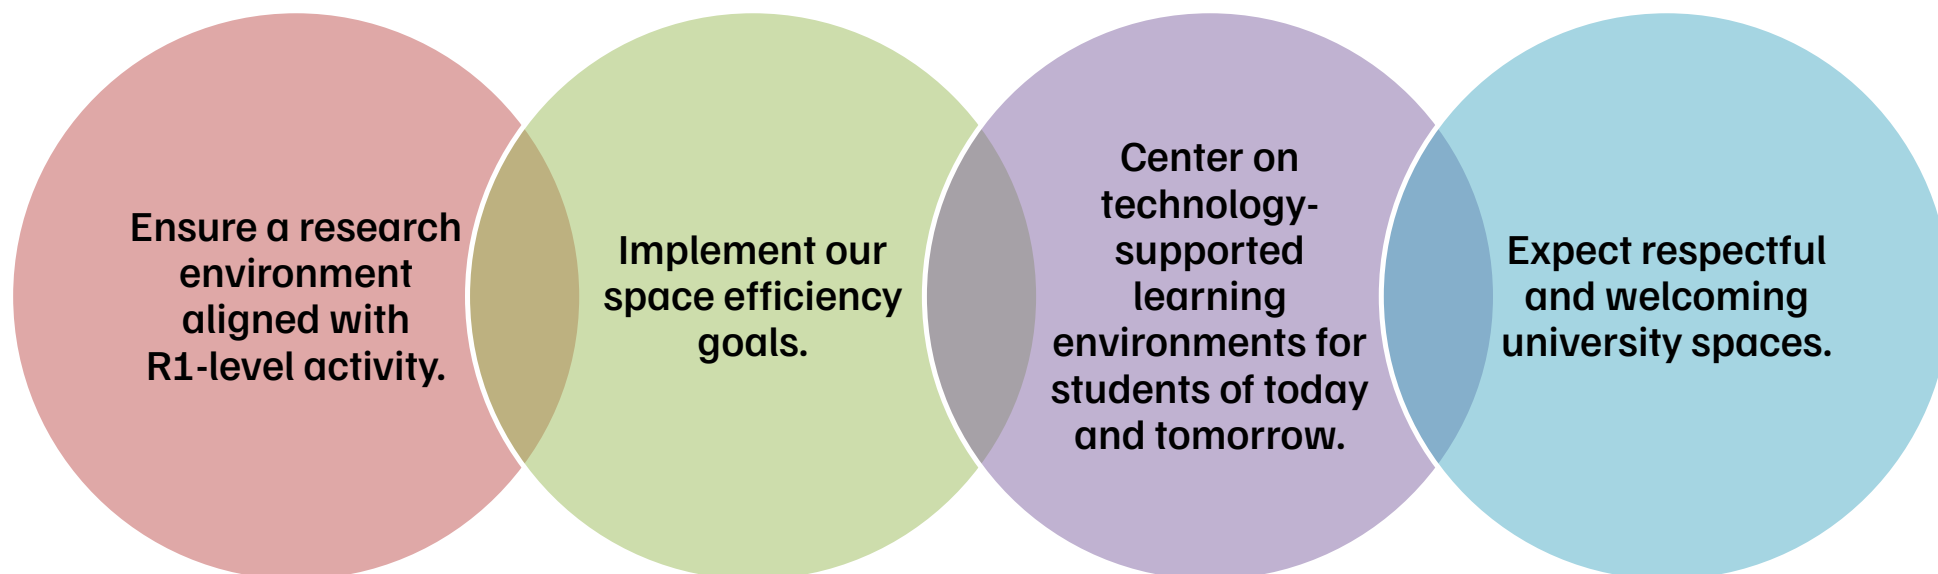 Ensure a research
environment
aligned with
R1-level activity.
Implement our
space efficiency
goals.
Center on
technology-
supported
learning
environments for
students of today
and tomorrow.
Expect respectful
and welcoming
university spaces.